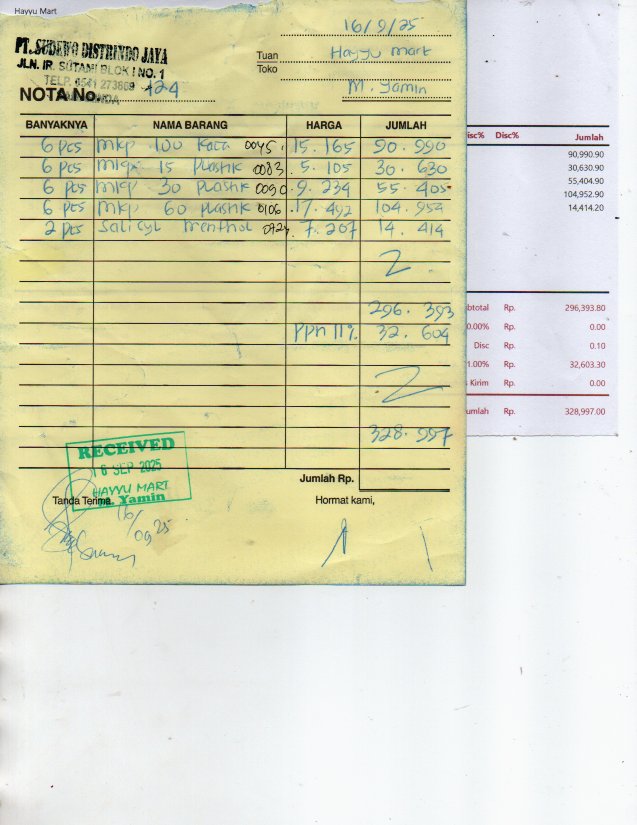 Hayyu Mart
16/9/25
PT. SUDEWO DISTRINDO JAYA
JLN. IR. SUTAMI BLOK I NO. 1
TELP. 0541 273869
Tuan Hayyu Mart
Toko
M. Yamin
NOTA No. 124
BANYAKNYA NAMA BARANG HARGA JUMLAH
6 pcs mkp 100 Kaca 0045 15.165 90.990
6 pcs mkp 15 plastik 0083 5.105 30.630
6 pcs mkp 30 plastik 0090 9.234 55.405
6 pcs mkp 60 plastik 0106 17.492 104.954
2 pcs Salicyl menthol 7.207 14.414
296.393
ppn 11% 32.604
328.997
Jumlah Rp.
Tanda Terima Hormat kami,
RECEIVED
16 SEP 2025
HAYYU MART
M. Yamin
16/
09 25
isc% Disc% Jumlah
90,990.90
30,630.90
55,404.90
104,952.90
14,414.20
btotal Rp. 296,393.80
0.00% Rp. 0.00
Disc Rp. 0.10
1.00% Rp. 32,603.30
s Kirim Rp. 0.00
umlah Rp. 328,997.00